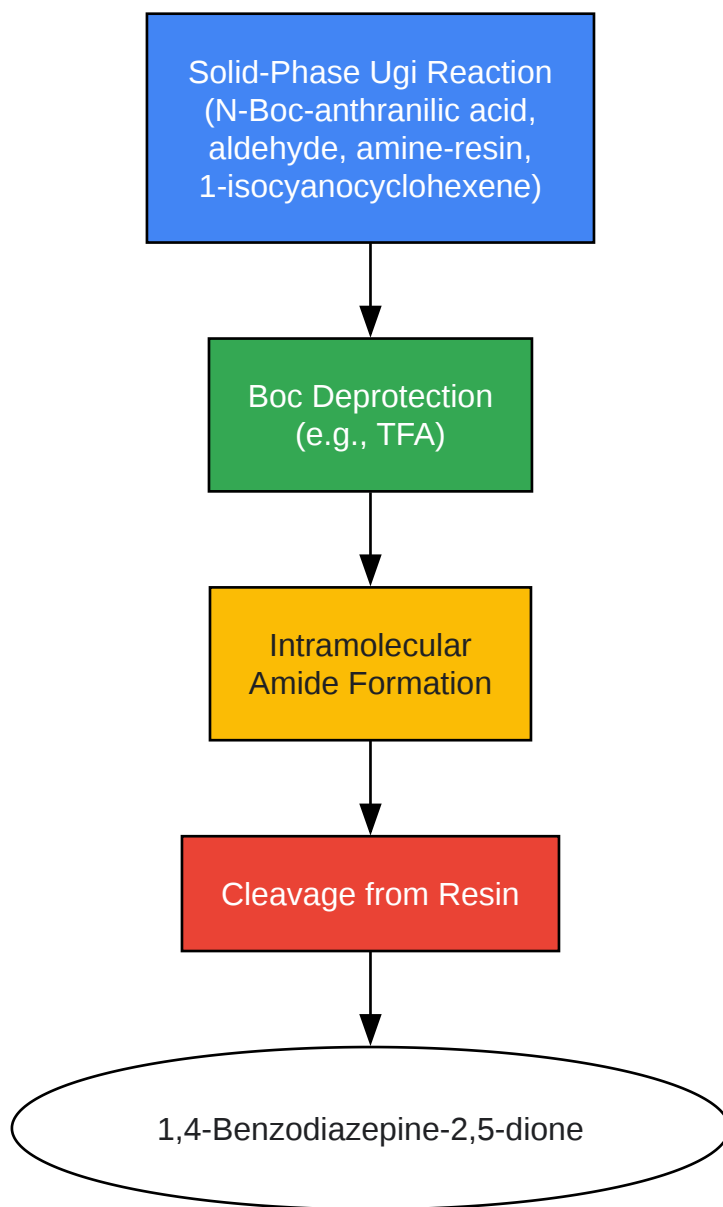 Solid-Phase Ugi Reaction
(N-Boc-anthranilic acid,
aldehyde, amine-resin,
1-isocyanocyclohexene)
Boc Deprotection
(e.g., TFA)
Intramolecular
Amide Formation
Cleavage from Resin
1,4-Benzodiazepine-2,5-dione